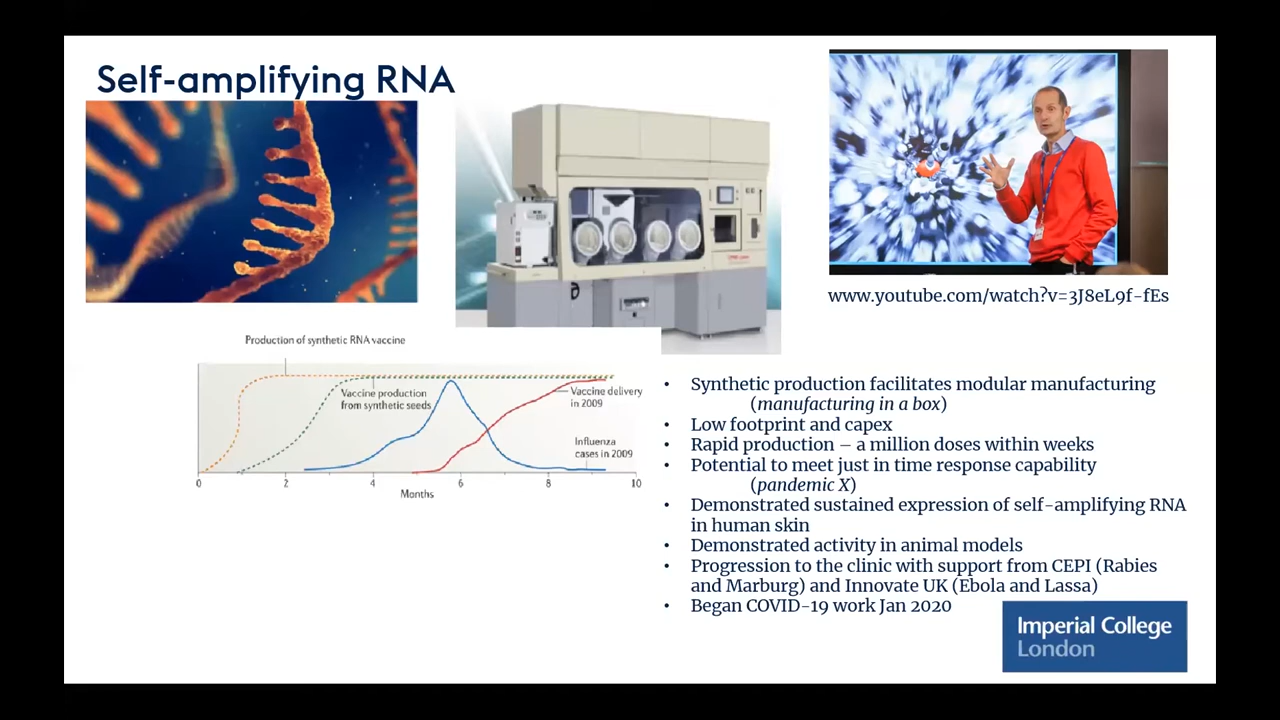 Self-amplifying RNA
www.youtube.com/watch?v=3J8eL9f-fEs
Production of synthetic RNA vaccine
Vaccine production
from synthetic seeds
Vaccine delivery
in 2009
Influenza
cases in 2009
0 2 4 6 8 10
Months
• Synthetic production facilitates modular manufacturing
(manufacturing in a box)
• Low footprint and capex
• Rapid production – a million doses within weeks
• Potential to meet just in time response capability
(pandemic X)
• Demonstrated sustained expression of self-amplifying RNA
in human skin
• Demonstrated activity in animal models
• Progression to the clinic with support from CEPI (Rabies
and Marburg) and Innovate UK (Ebola and Lassa)
• Began COVID-19 work Jan 2020
Imperial College
London